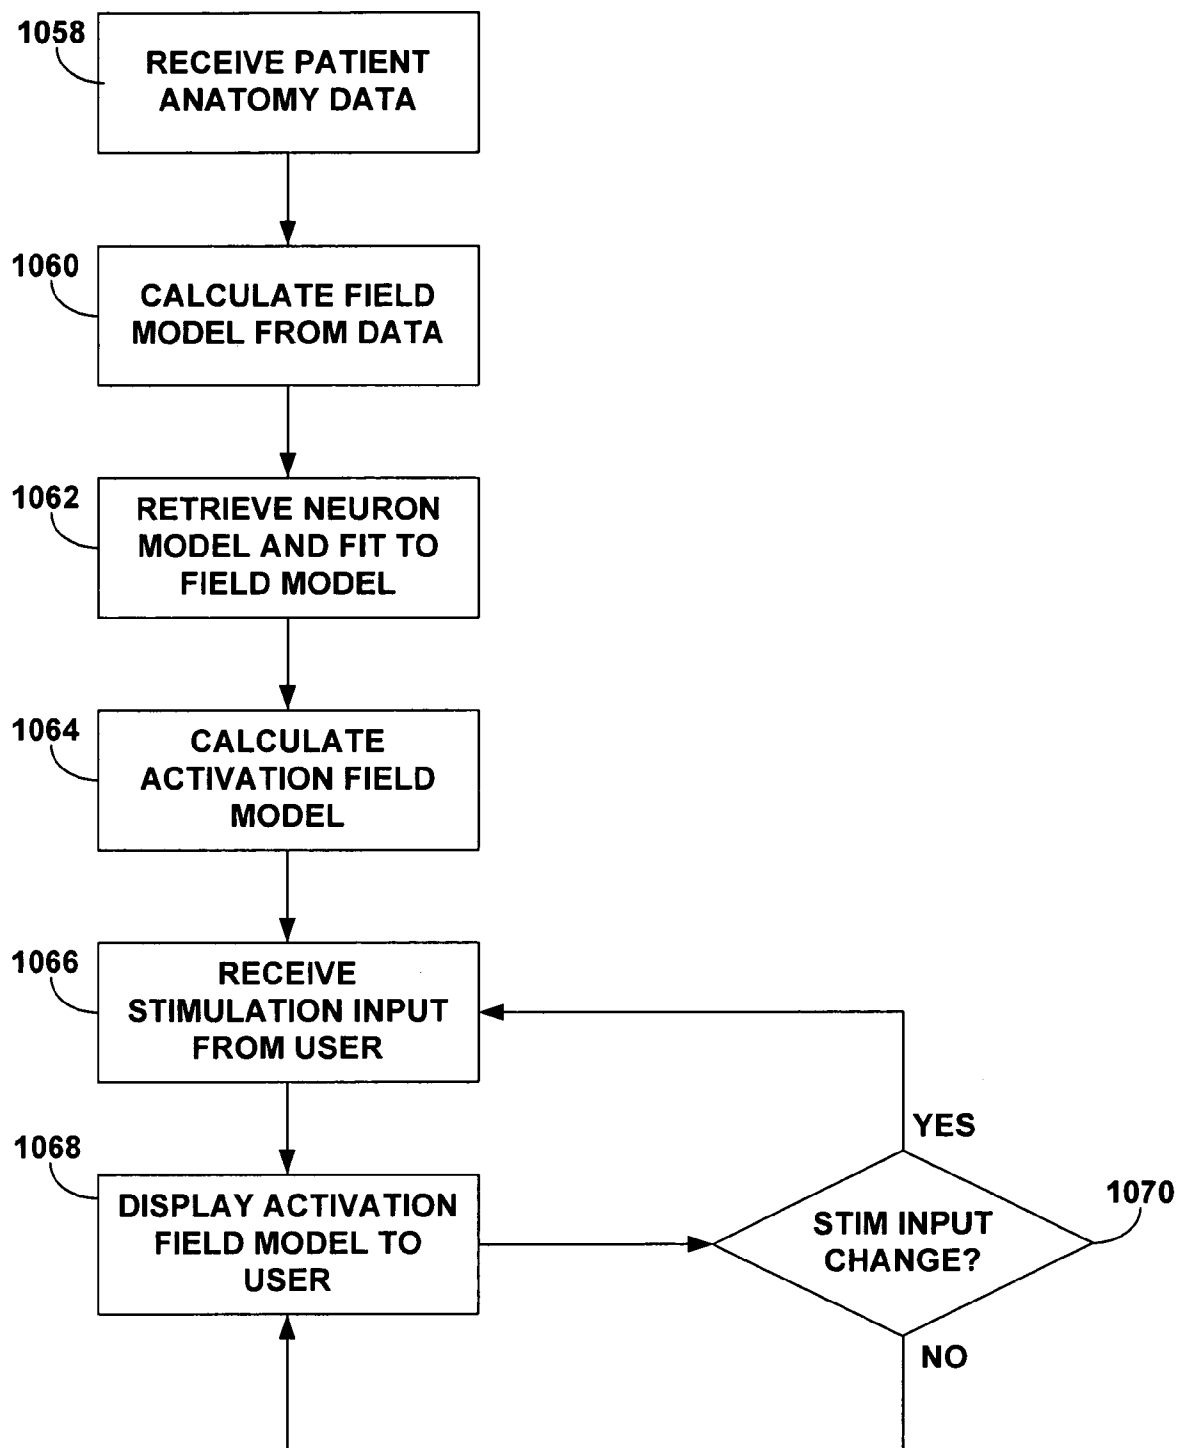 1058
RECEIVE PATIENT
ANATOMY DATA
1060
CALCULATE FIELD
MODEL FROM DATA
1062
RETRIEVE NEURON
MODEL AND FIT TO
FIELD MODEL
1064
CALCULATE
ACTIVATION FIELD
MODEL
1066
RECEIVE
STIMULATION INPUT
FROM USER
YES
1068
DISPLAY ACTIVATION
FIELD MODEL TO
USER
1070
STIM INPUT
CHANGE?
NO